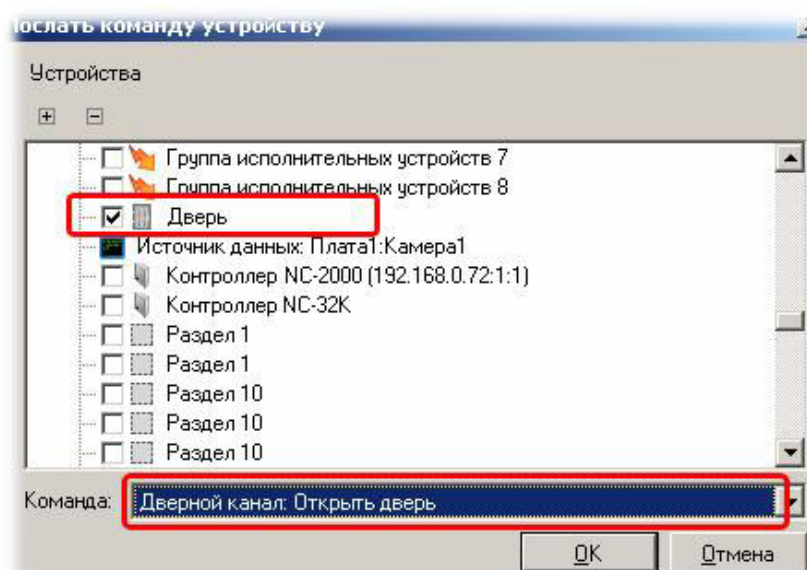 Послать команду устройству
Устройства
Группа исполнительных устройств 7
Группа исполнительных устройств 8
Дверь
Источник данных: Плата1:Камера1
Контроллер NC-2000 (192.168.0.72:1:1)
Контроллер NC-32K
Раздел 1
Раздел 1
Раздел 10
Раздел 10
Раздел 10
Команда: Дверной канал: Открыть дверь
OK Отмена